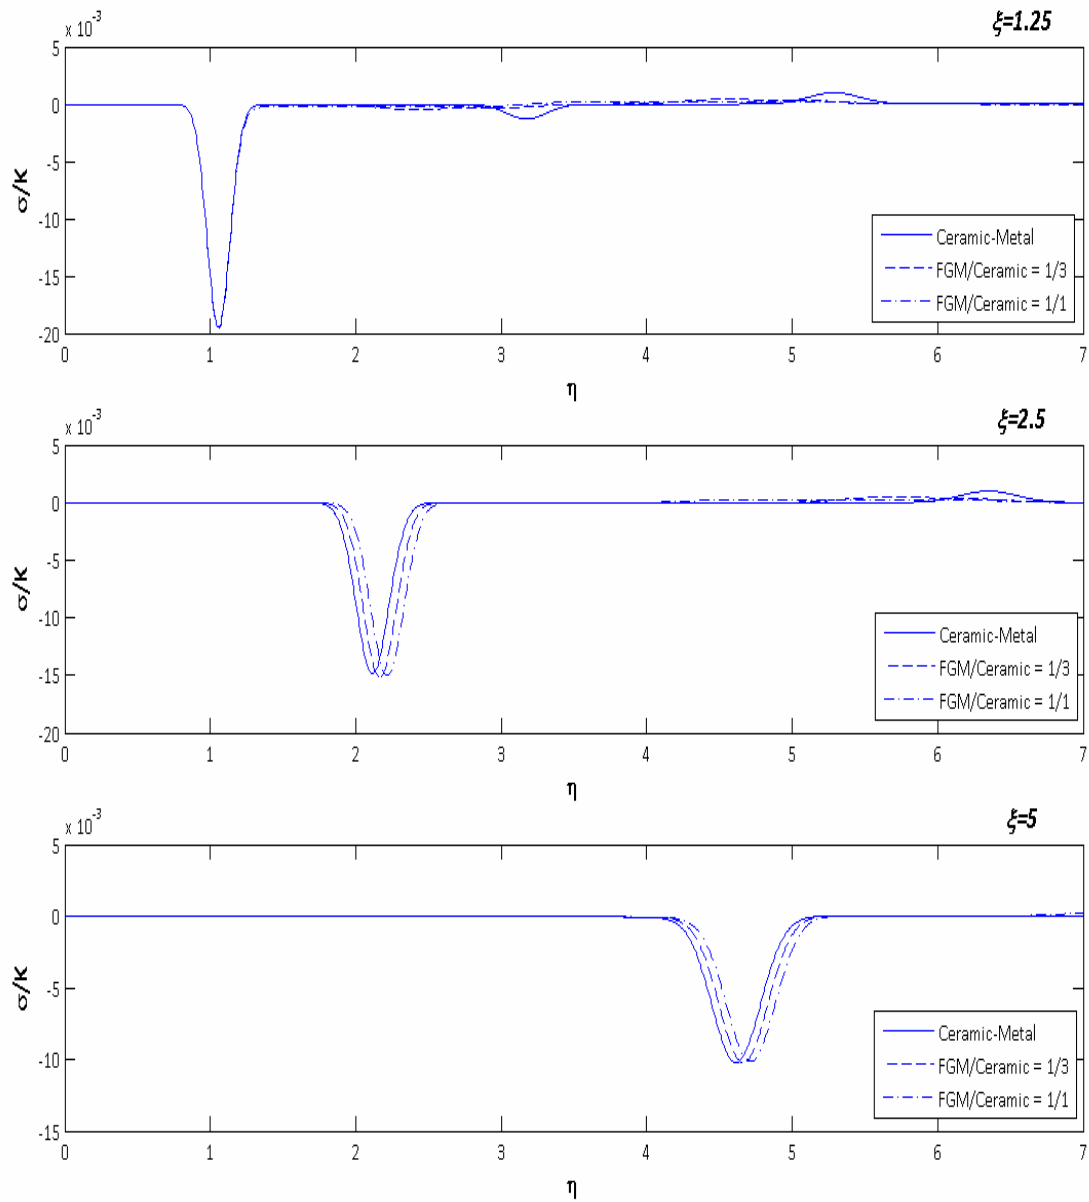 x 10⁻³
ξ=1.25
5
0
-5
-10
-15
-20
σ/K
0 1 2 3 4 5 6 7
η
Ceramic-Metal
FGM/Ceramic = 1/3
FGM/Ceramic = 1/1
x 10⁻³
ξ=2.5
5
0
-5
-10
-15
-20
σ/K
0 1 2 3 4 5 6 7
η
Ceramic-Metal
FGM/Ceramic = 1/3
FGM/Ceramic = 1/1
x 10⁻³
ξ=5
5
0
-5
-10
-15
σ/K
0 1 2 3 4 5 6 7
η
Ceramic-Metal
FGM/Ceramic = 1/3
FGM/Ceramic = 1/1